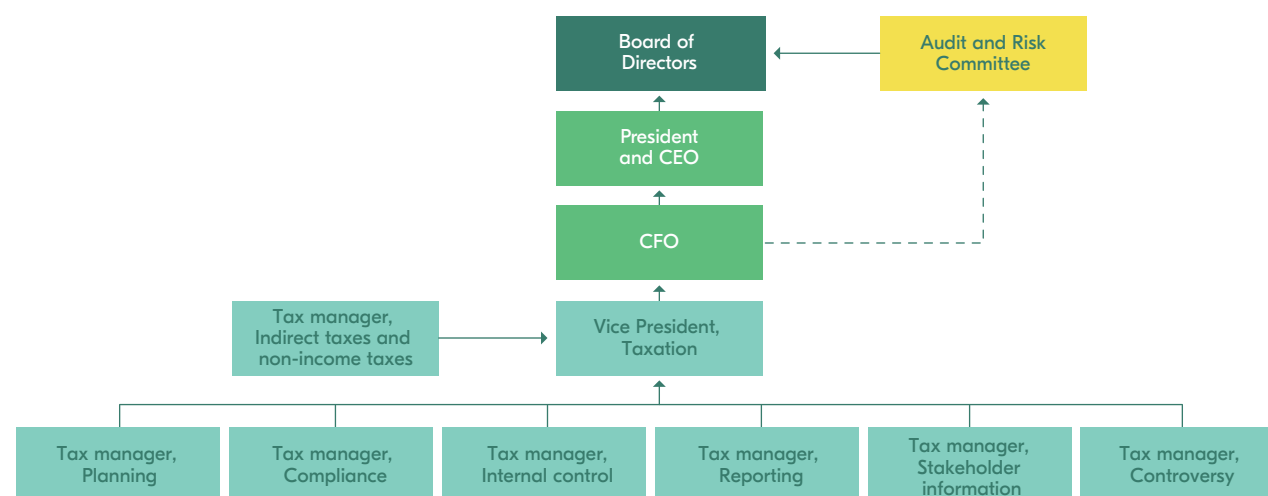 Board of
Directors
Audit and Risk
Committee
President
and CEO
CFO
Tax manager,
Indirect taxes and
non-income taxes
Vice President,
Taxation
Tax manager,
Planning
Tax manager,
Compliance
Tax manager,
Internal control
Tax manager,
Reporting
Tax manager,
Stakeholder
information
Tax manager,
Controversy